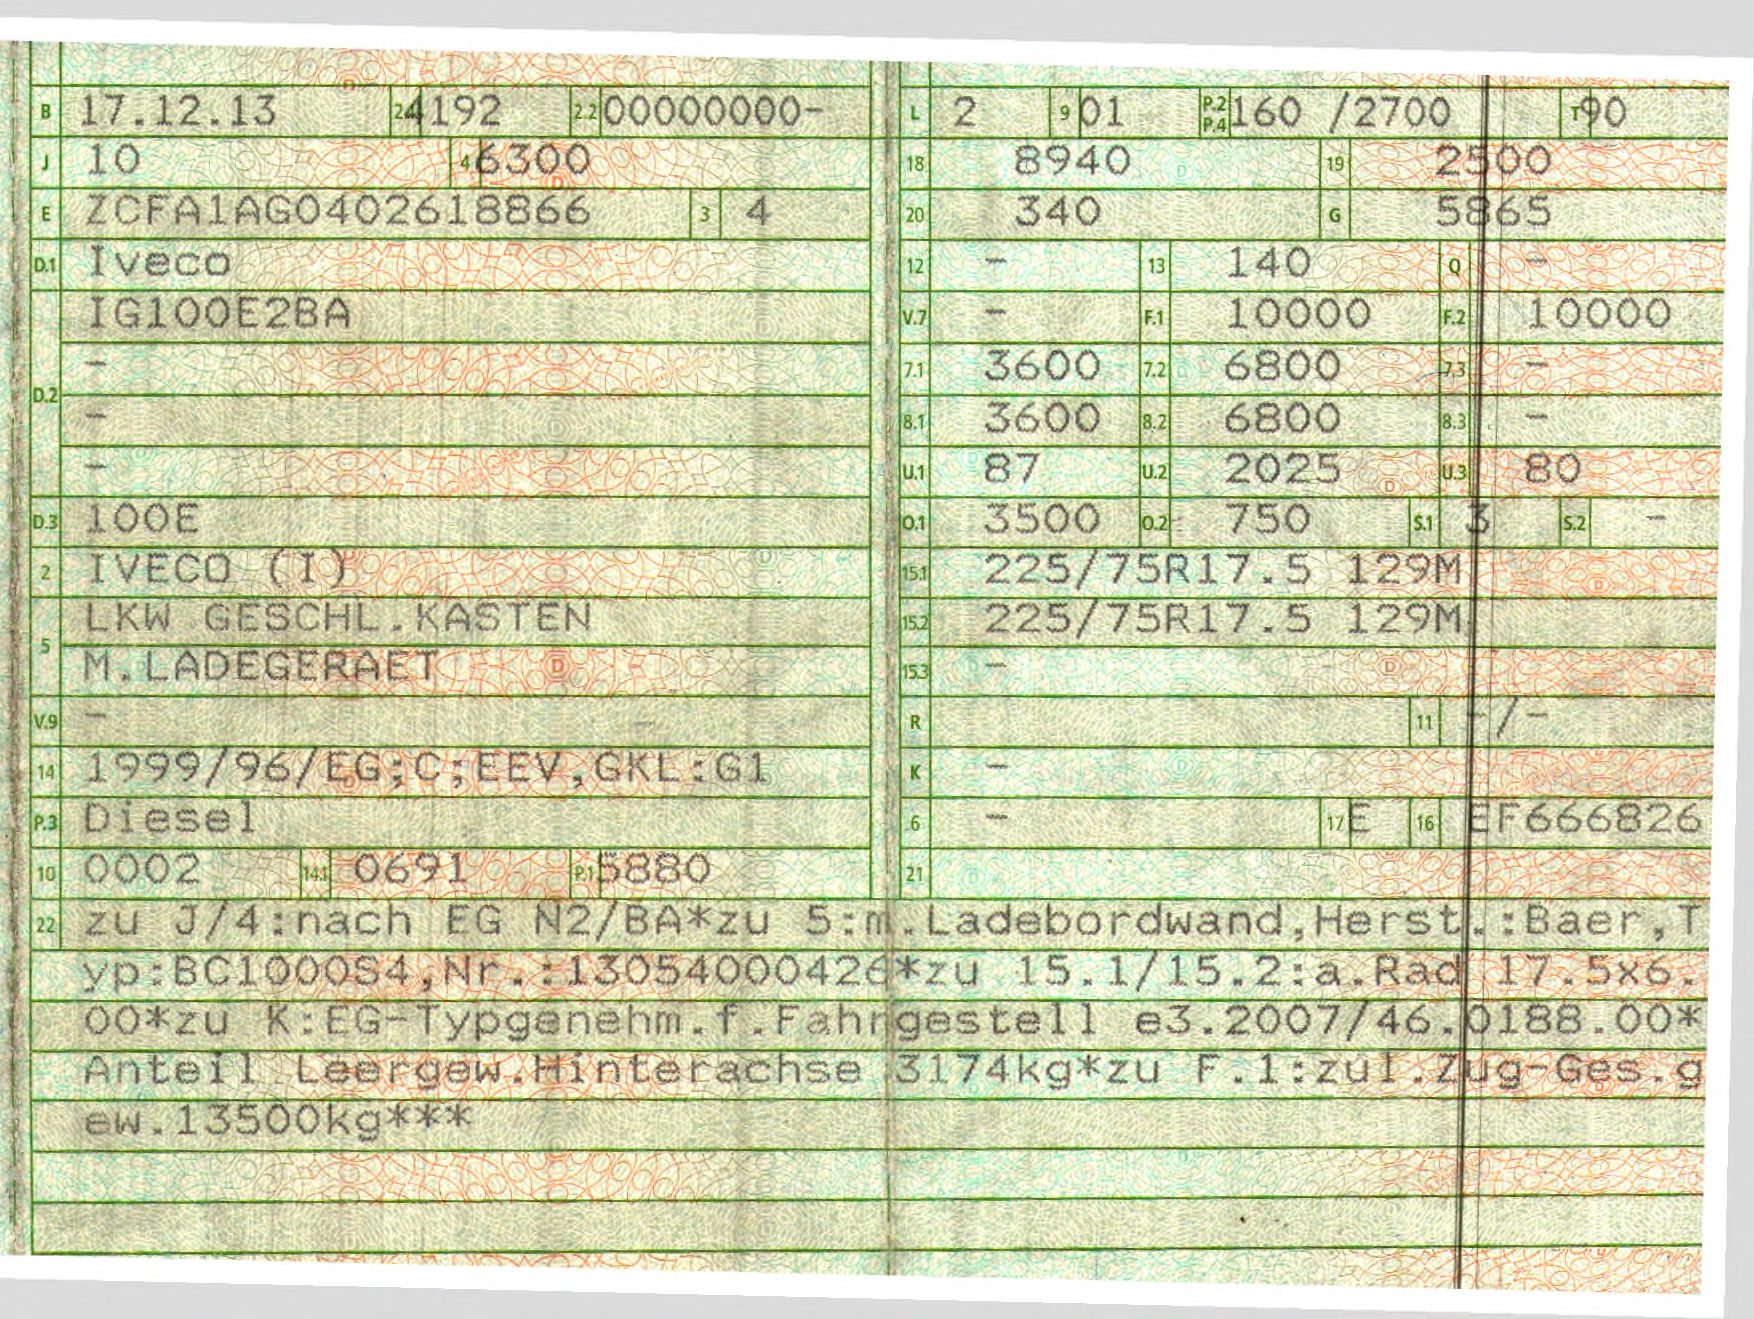 B 17.12.13 2.1 4192 2.2 00000000-
J 10 4 6300
E ZCFA1AG0402618866 3 4
D.1 Iveco
IG100E2BA
-
D.2
-
-
D.3 100E
2 IVECO (I)
LKW GESCHL.KASTEN
5
M.LADEGERAET
V.9 - -
14 1999/96/EG;C;EEV,GKL:G1
P.3 Diesel
10 0002 14.1 0691 P.1 5880
L 2 9 01 P.2 P.4 160 /2700 T 90
18 8940 19 2500
20 340 G 5865
12 - 13 140 Q -
V.7 - F.1 10000 F.2 10000
7.1 3600 7.2 6800 7.3 -
8.1 3600 8.2 6800 8.3 -
U.1 87 U.2 2025 U.3 80
O.1 3500 O.2 750 S.1 3 S.2 -
15.1 225/75R17.5 129M
15.2 225/75R17.5 129M
15.3 -
R 11 -/-
K -
6 - 17 E 16 EF666826
21
22 zu J/4:nach EG N2/BA*zu 5:m.Ladebordwand,Herst.:Baer,T
yp:BC1000S4,Nr.:13054000426*zu 15.1/15.2:a.Rad 17.5x6.
00*zu K:EG-Typgenehm.f.Fahrgestell e3.2007/46.0188.00*
Anteil Leergew.Hinterachse 3174kg*zu F.1:zul.Zug-Ges.g
ew.13500kg***